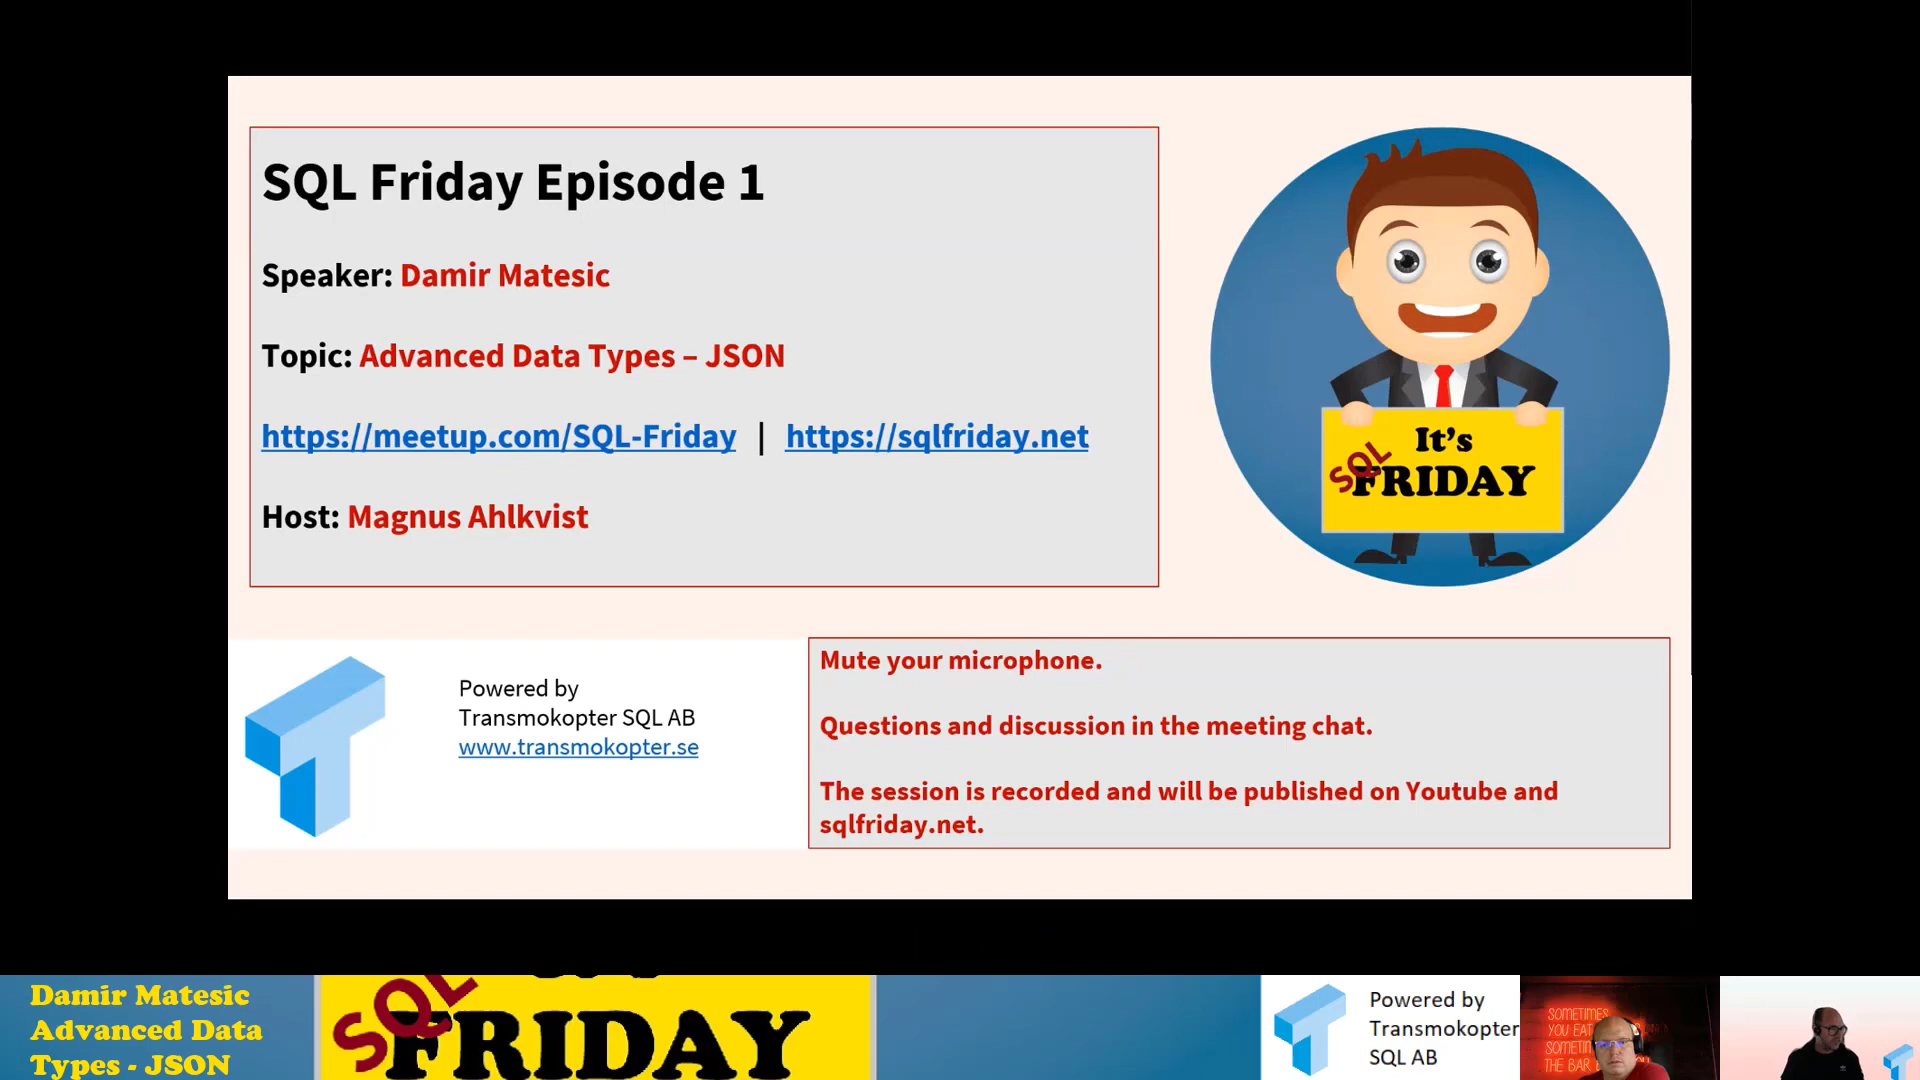 SQL Friday Episode 1
Speaker: Damir Matesic
Topic: Advanced Data Types – JSON
https://meetup.com/SQL-Friday | https://sqlfriday.net
Host: Magnus Ahlkvist
It's
SQL
FRIDAY
Powered by
Transmokopter SQL AB
www.transmokopter.se
Mute your microphone.
Questions and discussion in the meeting chat.
The session is recorded and will be published on Youtube and
sqlfriday.net.
Damir Matesic
Advanced Data
Types - JSON
SQL
FRIDAY
Powered by
Transmokopter
SQL AB
SOMETIMES
YOU EAT
THE BAR